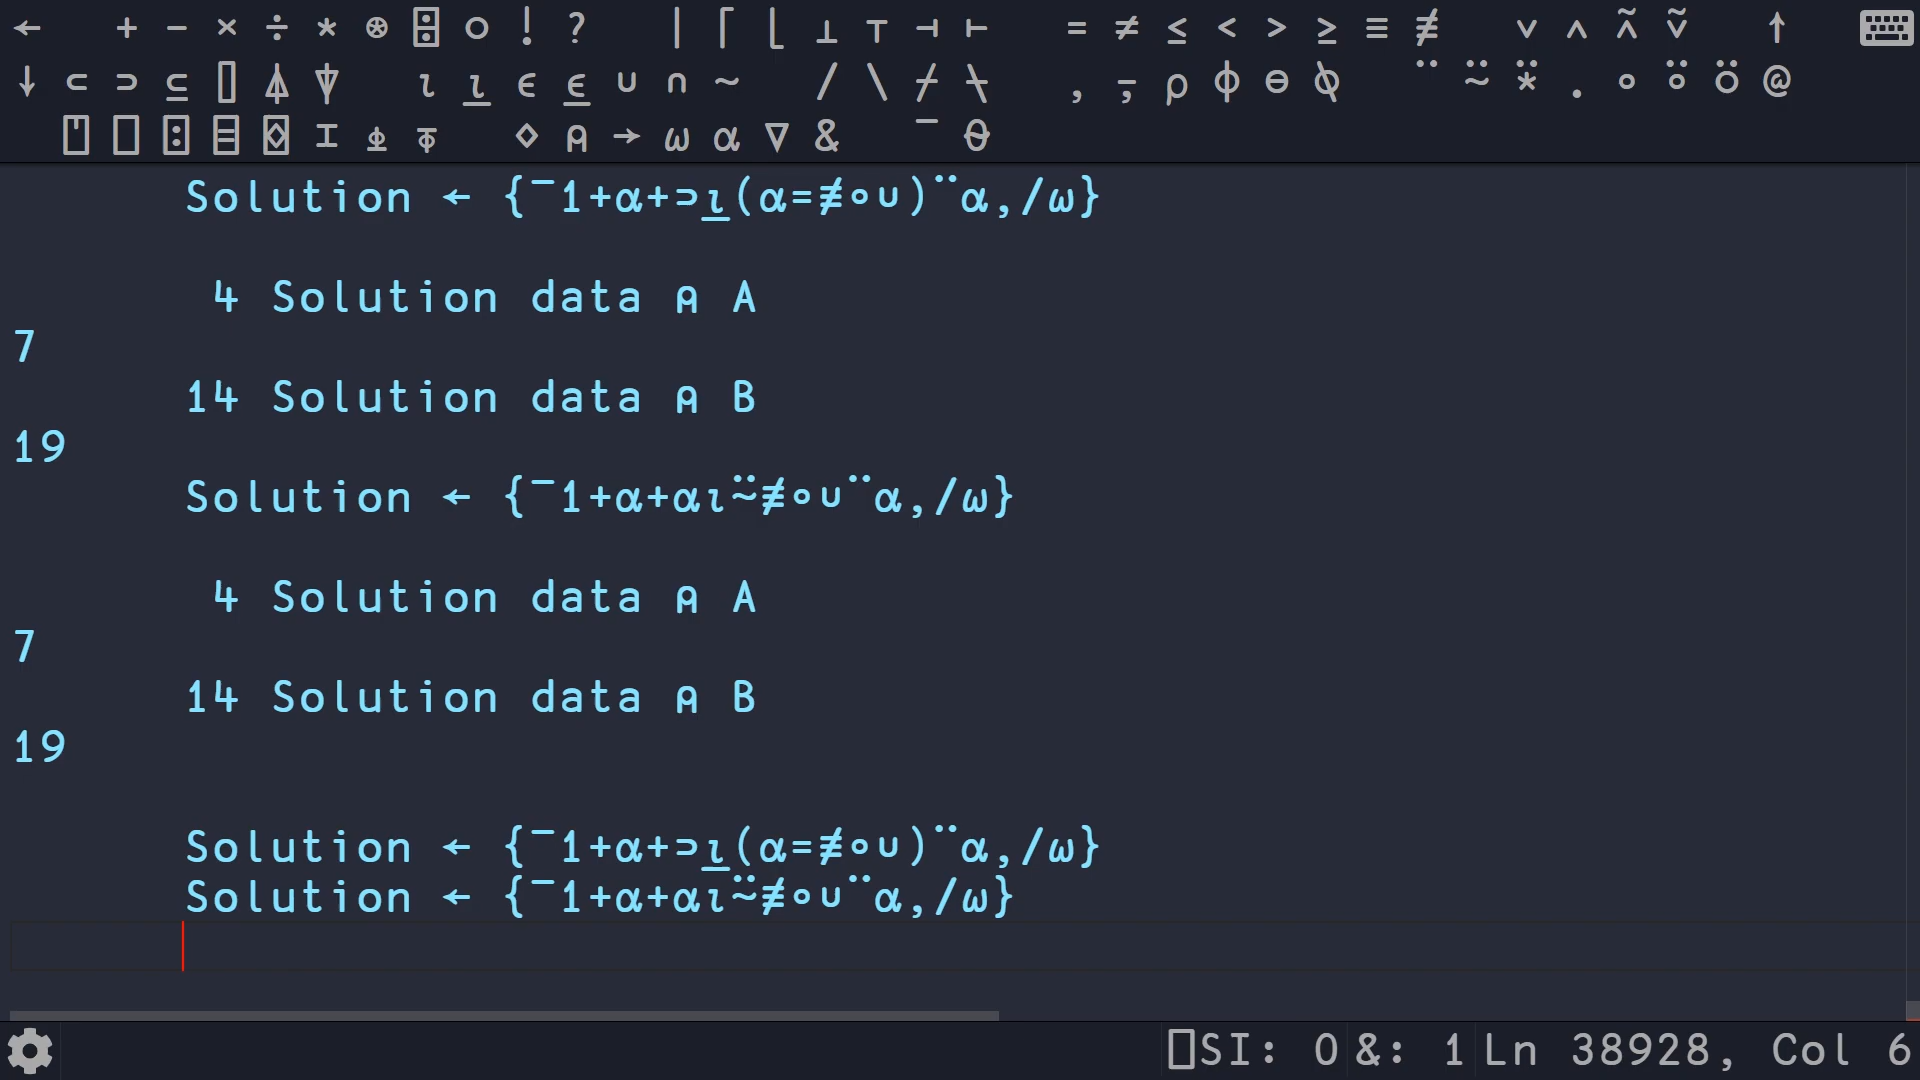 ← + - × ÷ * ⍟ ⌹ ○ ! ? | ⌈ ⌊ ⊥ ⊤ ⊣ ⊢ = ≠ ≤ < > ≥ ≡ ≢ ∨ ∧ ⍲ ⍱ ↑
↓ ⊂ ⊃ ⊆ ⌷ ⍋ ⍒ ⍳ ⍸ ∊ ⍷ ∪ ∩ ~ / \ ⌿ ⍀ , ⍪ ⍴ ⌽ ⊖ ⍉ ¨ ⍨ ⍣ . ∘ ⍤ ⍥ @
⍞ ⎕ ⍠ ⌸ ⌺ ⌶ ⍎ ⍕ ⋄ ⍝ → ⍵ ⍺ ∇ & ¯ ⍬
Solution ← {¯1+⍺+⊃⍸(⍺=≢∘∪)¨⍺,/⍵}
4 Solution data ⍝ A
7
14 Solution data ⍝ B
19
Solution ← {¯1+⍺+⍺⍳⍨≢∘∪¨⍺,/⍵}
4 Solution data ⍝ A
7
14 Solution data ⍝ B
19
Solution ← {¯1+⍺+⊃⍸(⍺=≢∘∪)¨⍺,/⍵}
Solution ← {¯1+⍺+⍺⍳⍨≢∘∪¨⍺,/⍵}
⎕SI: 0 &: 1 Ln 38928, Col 6